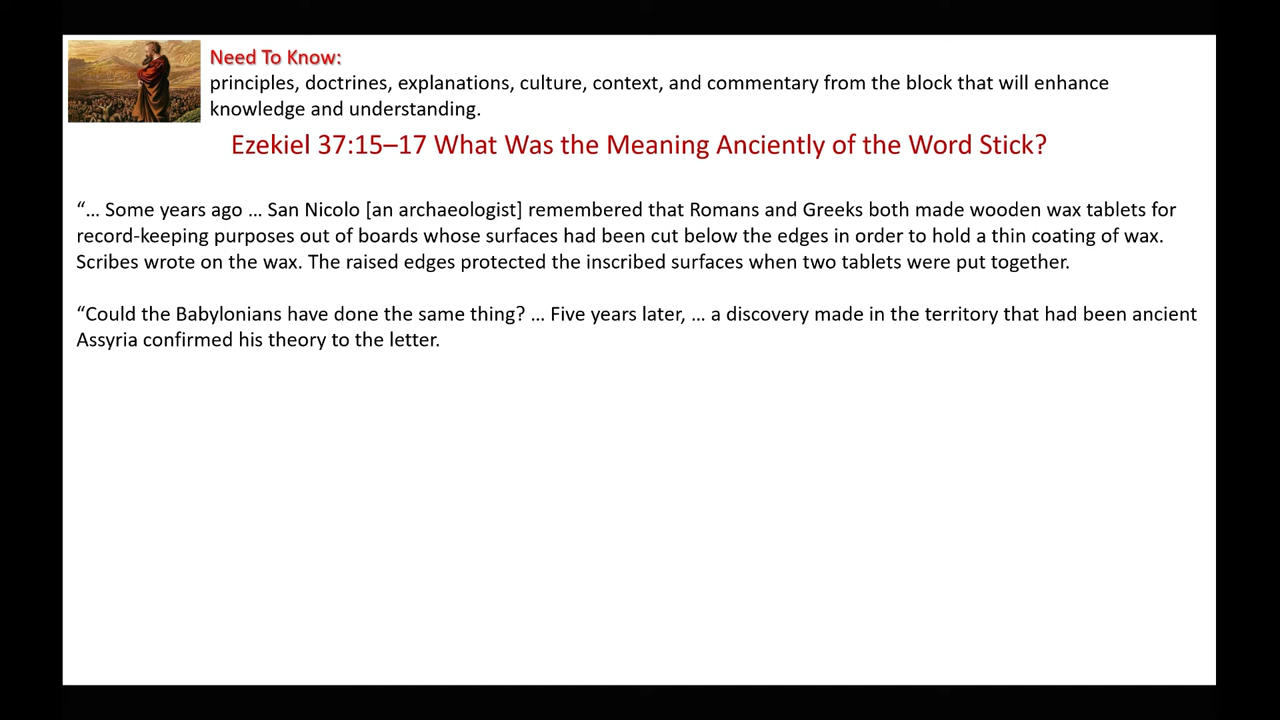 Need To Know:
principles, doctrines, explanations, culture, context, and commentary from the block that will enhance
knowledge and understanding.
Ezekiel 37:15–17 What Was the Meaning Anciently of the Word Stick?
“… Some years ago … San Nicolo [an archaeologist] remembered that Romans and Greeks both made wooden wax tablets for
record-keeping purposes out of boards whose surfaces had been cut below the edges in order to hold a thin coating of wax.
Scribes wrote on the wax. The raised edges protected the inscribed surfaces when two tablets were put together.
“Could the Babylonians have done the same thing? … Five years later, … a discovery made in the territory that had been ancient
Assyria confirmed his theory to the letter.